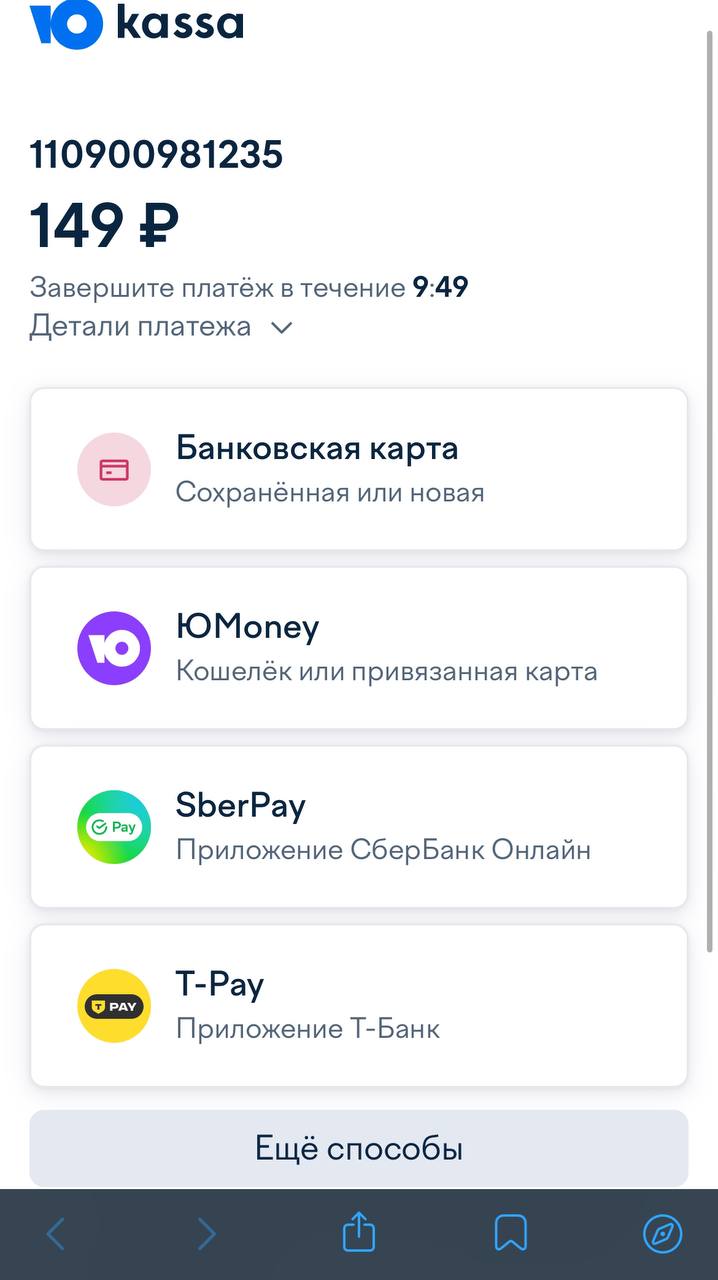 Ю kassa
110900981235
149 ₽
Завершите платёж в течение 9:49
Детали платежа
Банковская карта
Сохранённая или новая
Ю
ЮMoney
Кошелёк или привязанная карта
Pay
SberPay
Приложение СберБанк Онлайн
T PAY
T-Pay
Приложение Т-Банк
Ещё способы